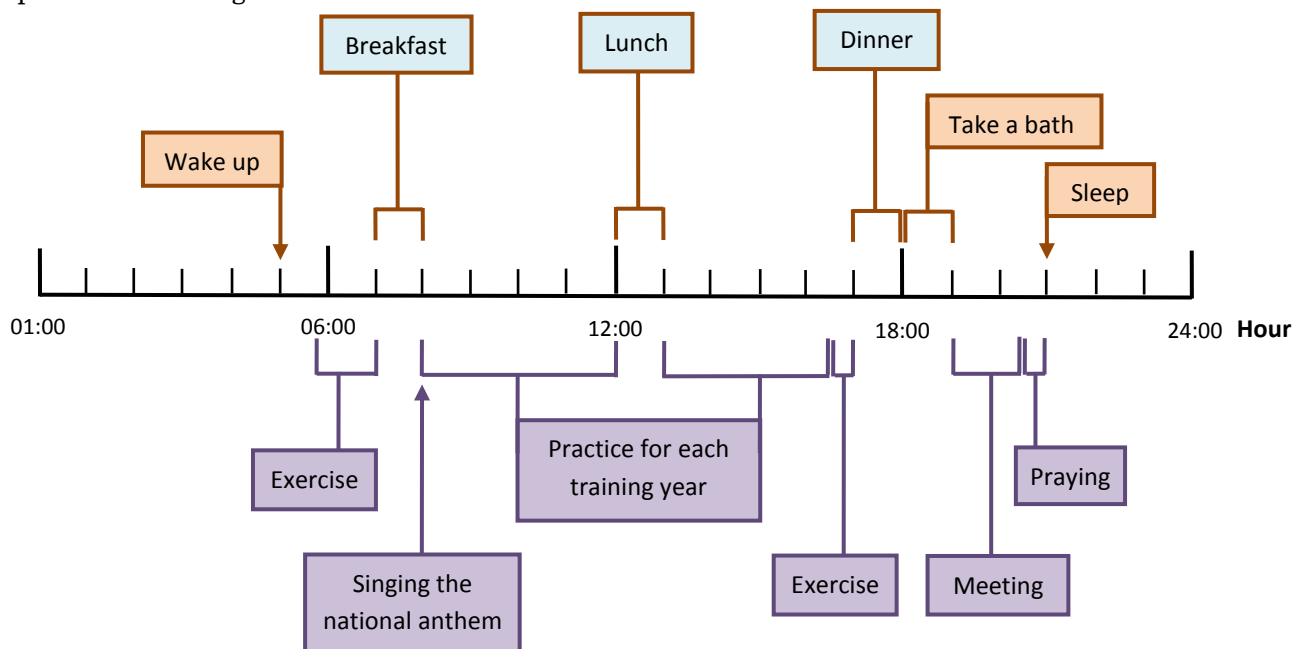 Breakfast
Lunch
Dinner
Take a bath
Wake up
Sleep
01:00
06:00
12:00
18:00
24:00 Hour
Exercise
Practice for each
training year
Praying
Singing the
national anthem
Exercise
Meeting